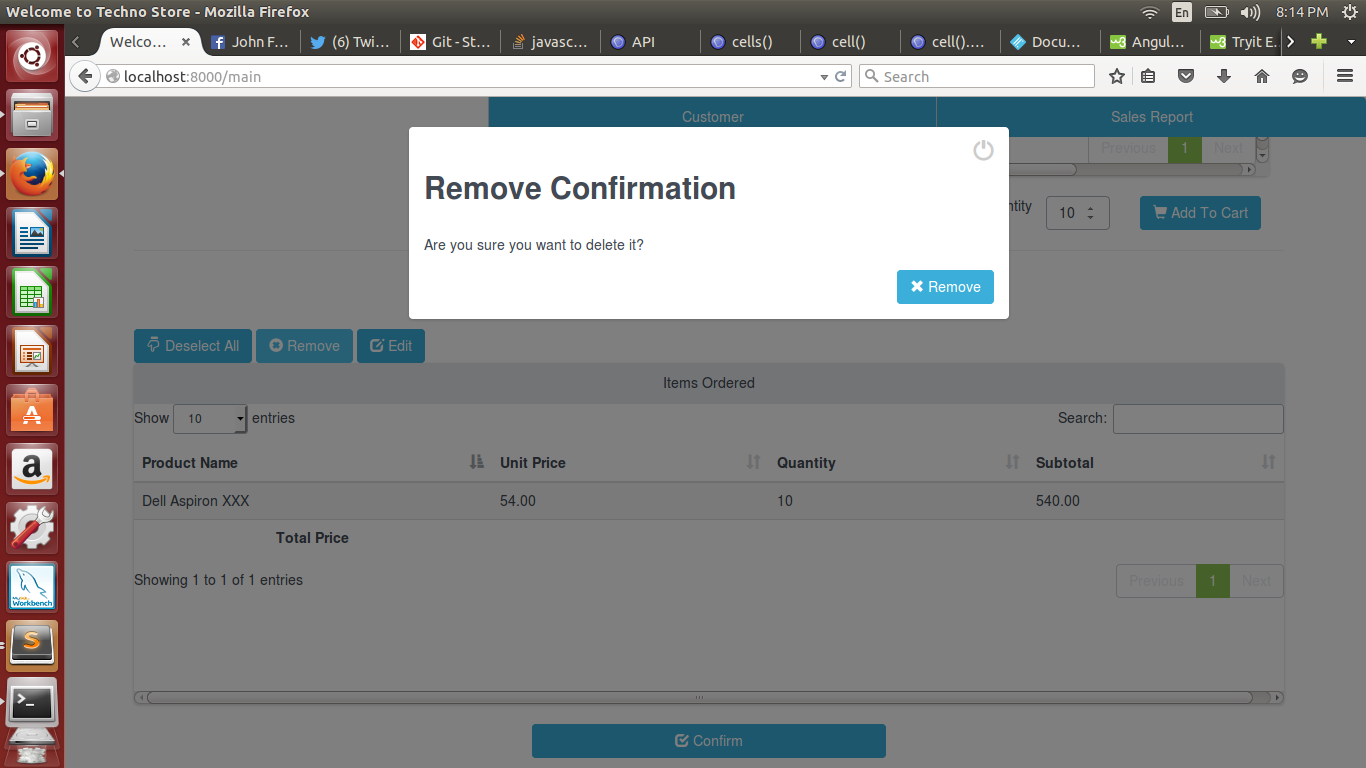 Welcome to Techno Store - Mozilla Firefox
En
8:14 PM
Welco...
John F...
(6) Twi...
Git - St...
javasc...
API
cells()
cell()
cell()....
Docu...
Angul...
Tryit E.
localhost:8000/main
Search
Customer
Sales Report
Previous 1 Next
Remove Confirmation
ntity
10
Add To Cart
Are you sure you want to delete it?
Remove
Deselect All
Remove
Edit
Items Ordered
Show 10 entries
Search:
Product Name Unit Price Quantity Subtotal
Dell Aspiron XXX 54.00 10 540.00
Total Price
Showing 1 to 1 of 1 entries
Previous 1 Next
Confirm